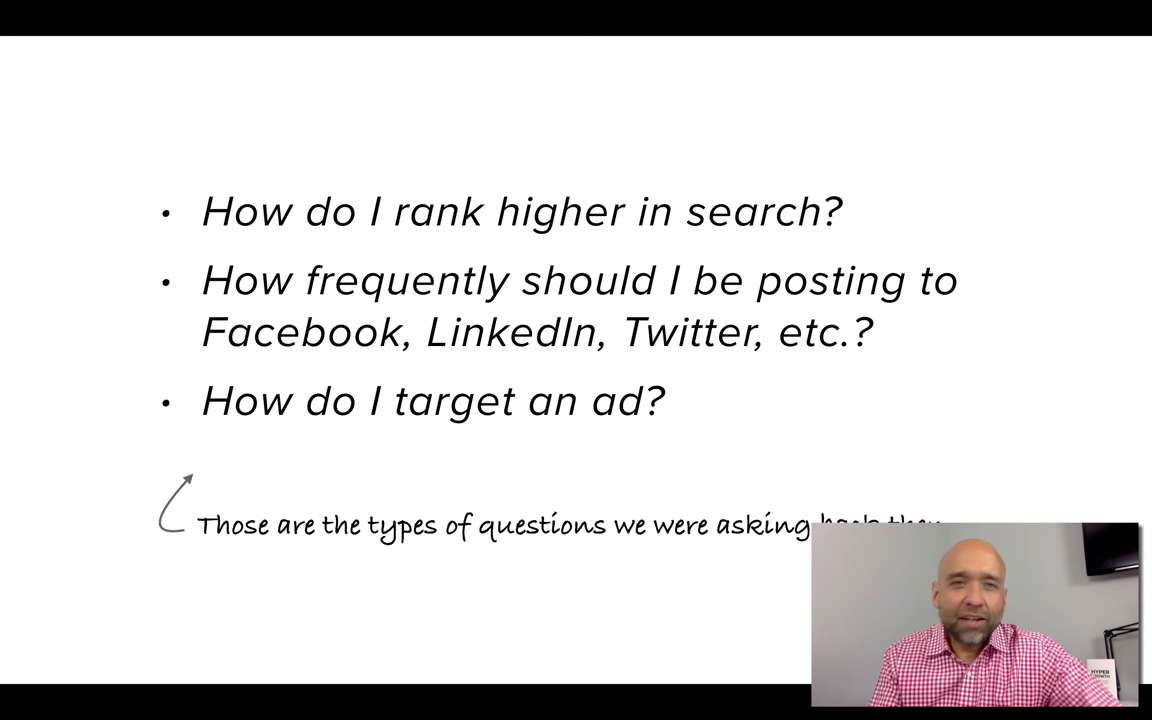 • How do I rank higher in search?
• How frequently should I be posting to
Facebook, LinkedIn, Twitter, etc.?
• How do I target an ad?
Those are the types of questions we were asking
HYPER